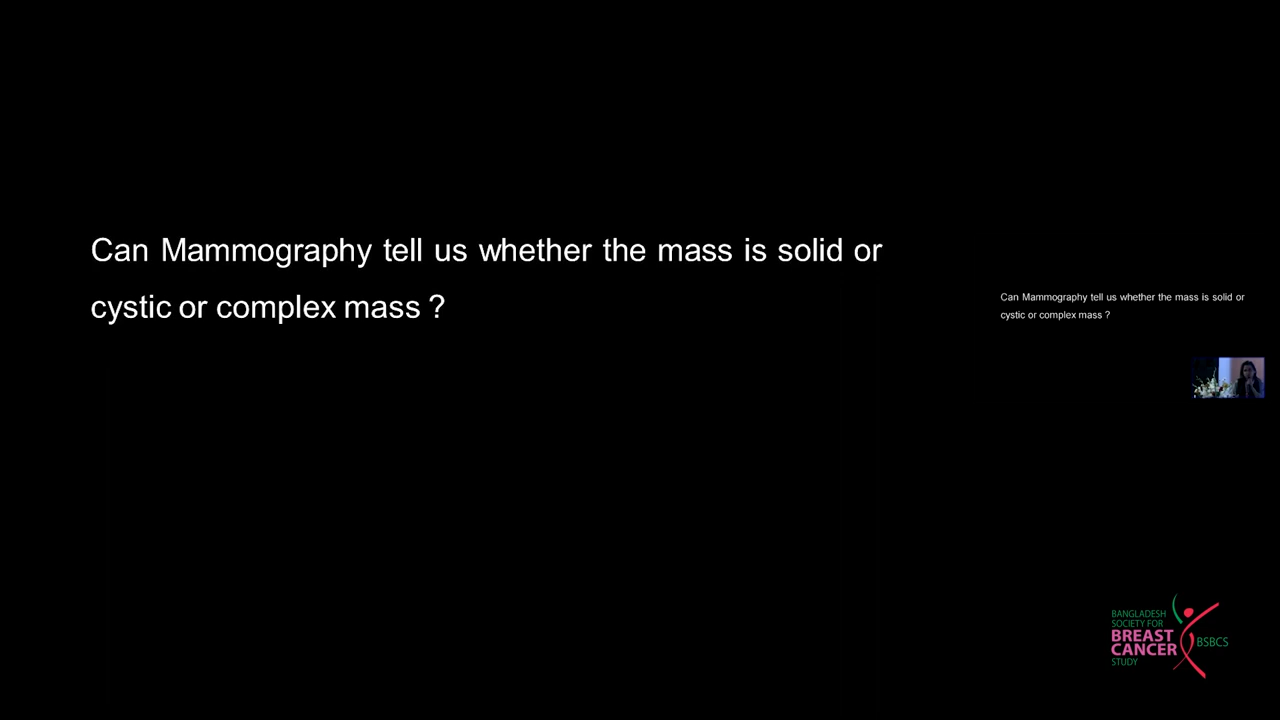 Can Mammography tell us whether the mass is solid or
cystic or complex mass ?
Can Mammography tell us whether the mass is solid or
cystic or complex mass ?
BANGLADESH
SOCIETY FOR
BREAST
CANCER
STUDY
BSBCS